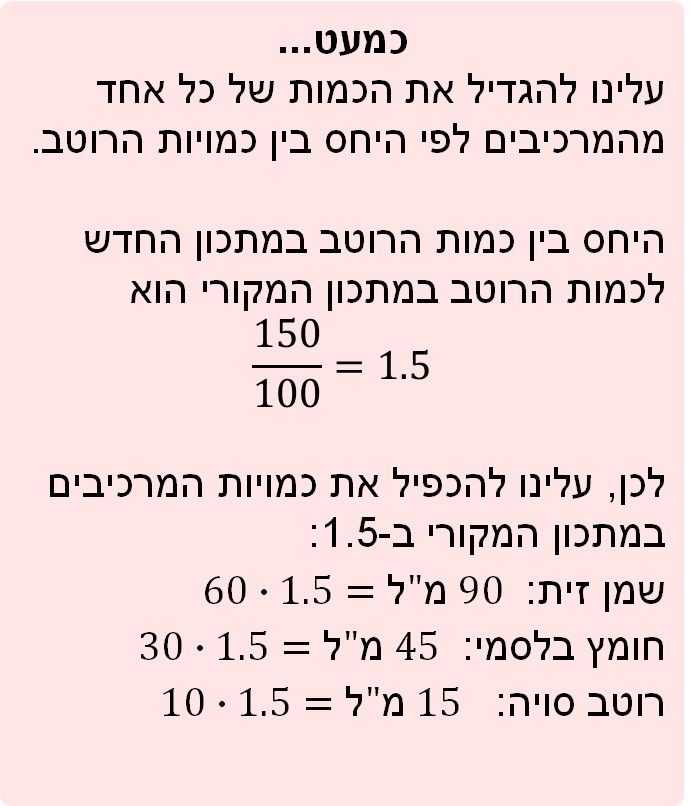 כמעט...
עלינו להגדיל את הכמות של כל אחד
מהמרכיבים לפי היחס בין כמויות הרוטב.
היחס בין כמות הרוטב במתכון החדש
לכמות הרוטב במתכון המקורי הוא
150/100 = 1.5
לכן, עלינו להכפיל את כמויות המרכיבים
במתכון המקורי ב-1.5:
שמן זית: 90 מ"ל = 60 · 1.5
חומץ בלסמי: 45 מ"ל = 30 · 1.5
רוטב סויה: 15 מ"ל = 10 · 1.5